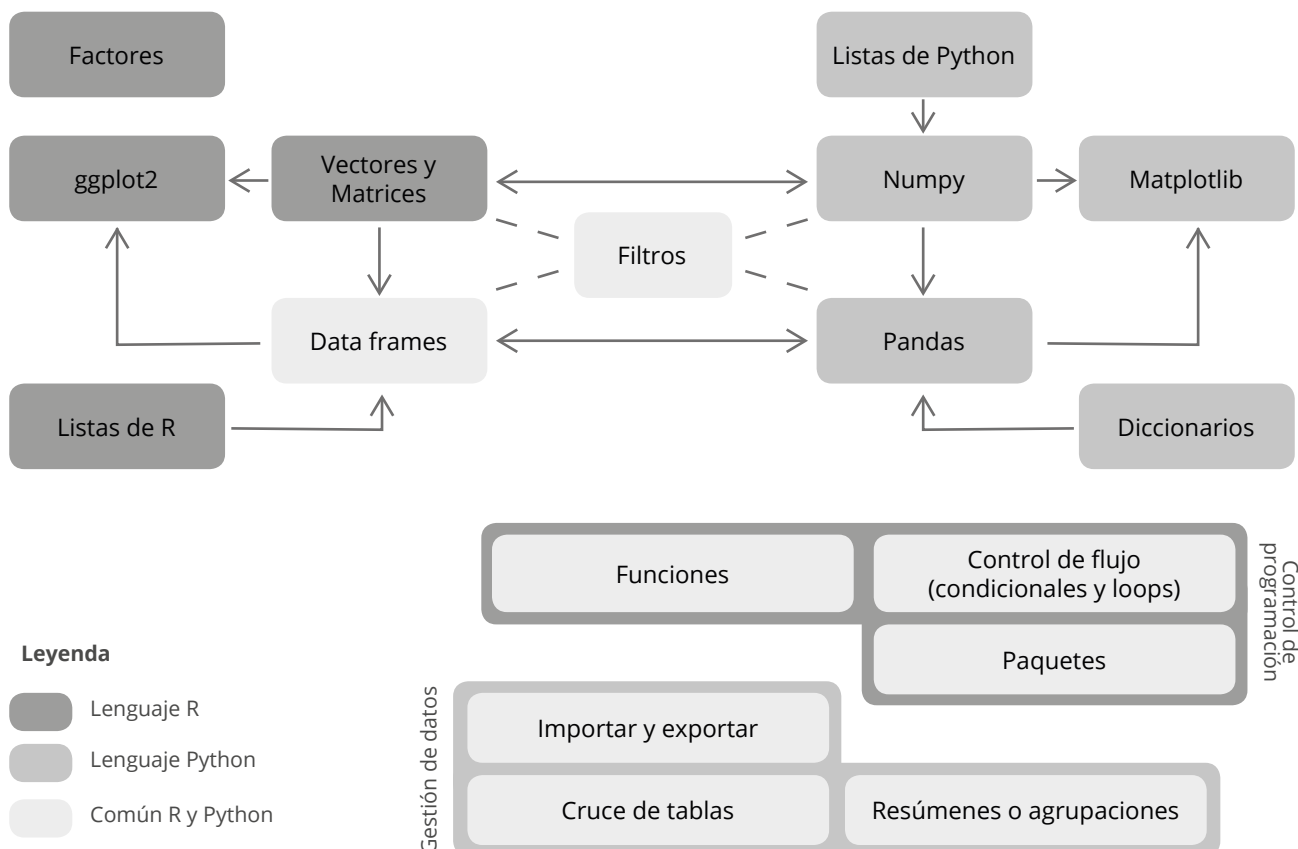 Factores
Listas de Python
ggplot2
Vectores y
Matrices
Numpy
Matplotlib
Filtros
Data frames
Pandas
Listas de R
Diccionarios
Funciones
Control de flujo
(condicionales y loops)
Paquetes
Control de
programación
Leyenda
Lenguaje R
Lenguaje Python
Común R y Python
Gestión de datos
Importar y exportar
Cruce de tablas
Resúmenes o agrupaciones